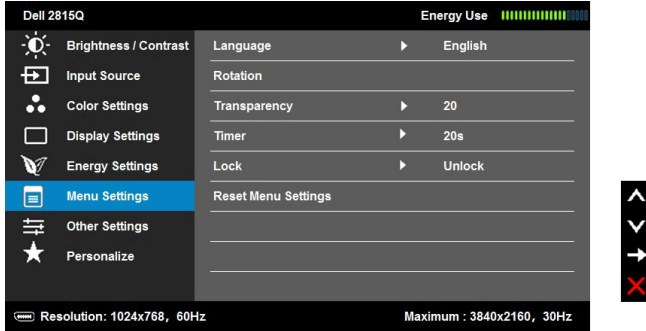 Dell 2815Q Energy Use
Brightness / Contrast Language English
Input Source Rotation
Color Settings Transparency 20
Display Settings Timer 20s
Energy Settings Lock Unlock
Menu Settings Reset Menu Settings
Other Settings
Personalize
Resolution: 1024x768, 60Hz Maximum : 3840x2160, 30Hz